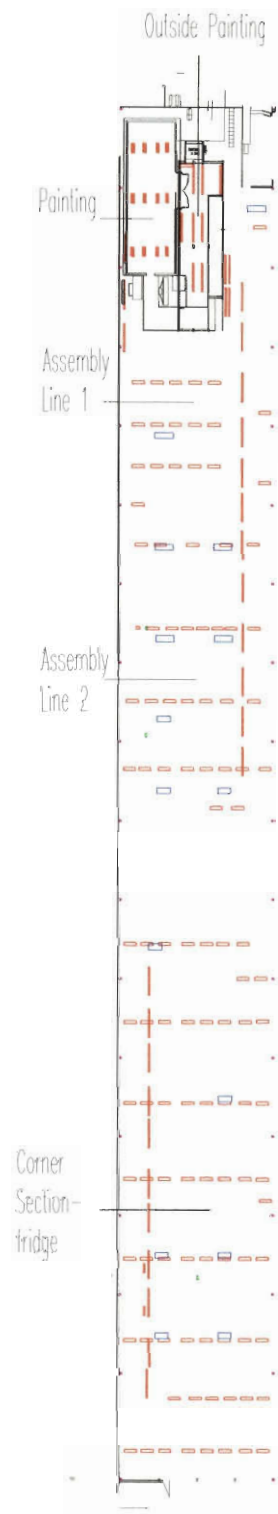 Outside Painting
Painting
Assembly
Line 1
Assembly
Line 2
Corner
Section-
fridge